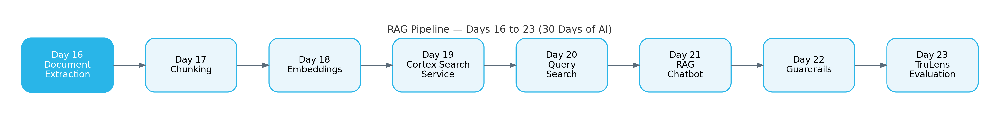 RAG Pipeline — Days 16 to 23 (30 Days of AI)
Day 16
Document
Extraction
Day 17
Chunking
Day 18
Embeddings
Day 19
Cortex Search
Service
Day 20
Query
Search
Day 21
RAG
Chatbot
Day 22
Guardrails
Day 23
TruLens
Evaluation